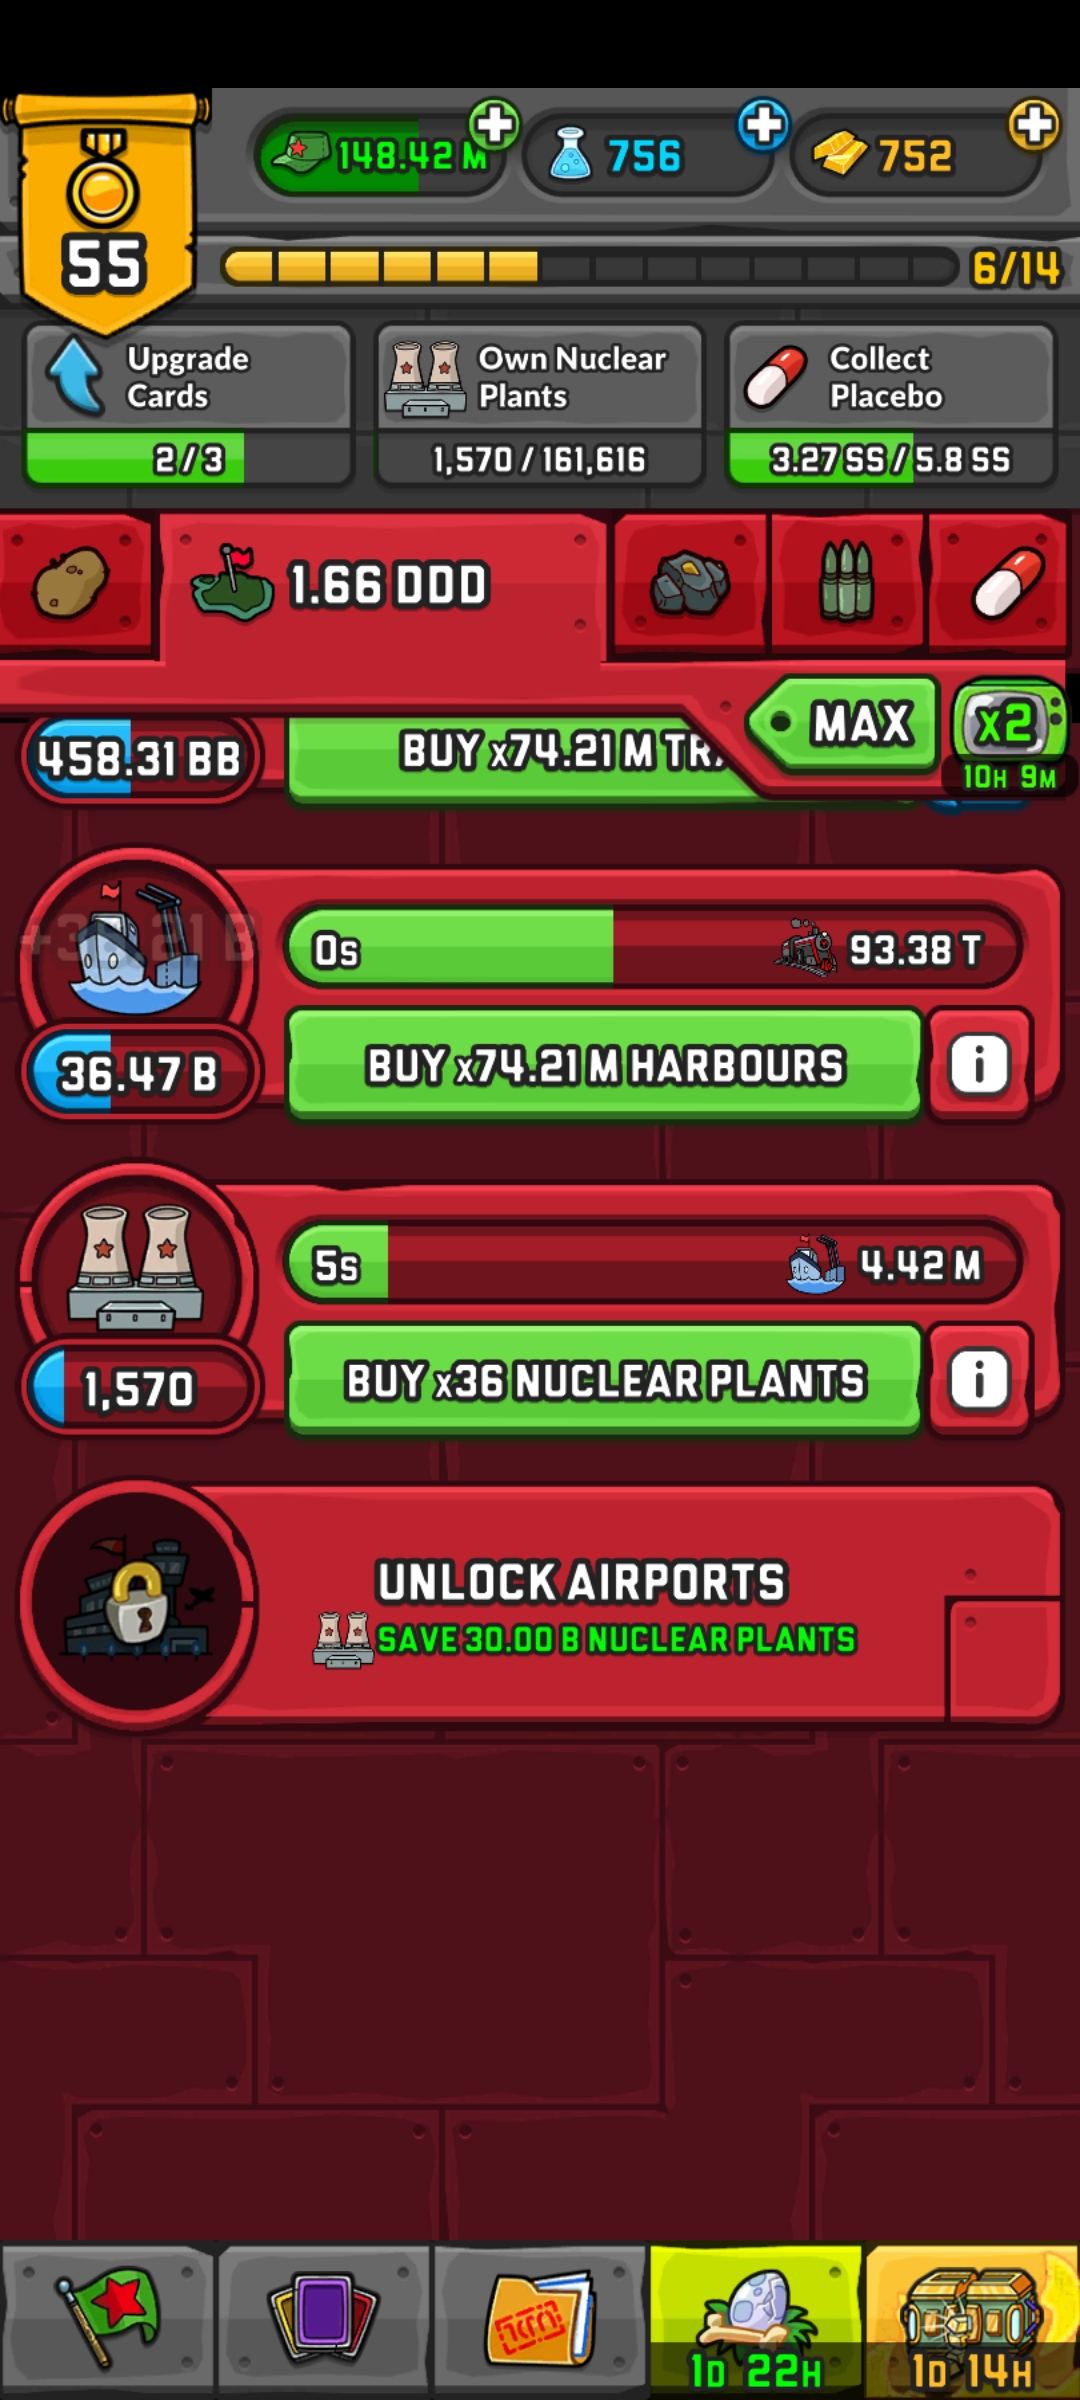 148.42 M
756
752
55
6/14
Upgrade
Cards
2/3
Own Nuclear
Plants
1,570 / 161,616
Collect
Placebo
3.27 SS / 5.8 SS
1.66 DDD
MAX
x2
10H 9M
458.31 BB
BUY x74.21 M
0s
93.38 T
36.47 B
BUY x74.21 M HARBOURS
i
5s
4.42 M
1,570
BUY x36 NUCLEAR PLANTS
i
UNLOCK AIRPORTS
SAVE 30.00 B NUCLEAR PLANTS
1D 22H
1D 14H